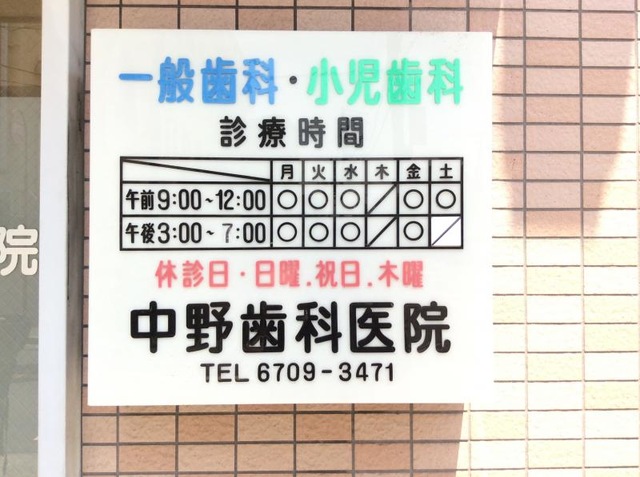 一般歯科・小児歯科
診療時間
月 火 水 木 金 土
午前 9:00~12:00 ○ ○ ○ / ○ ○
午後 3:00~7:00 ○ ○ ○ / ○ /
休診日・日曜.祝日.木曜
中野歯科医院
TEL 6709-3471
院